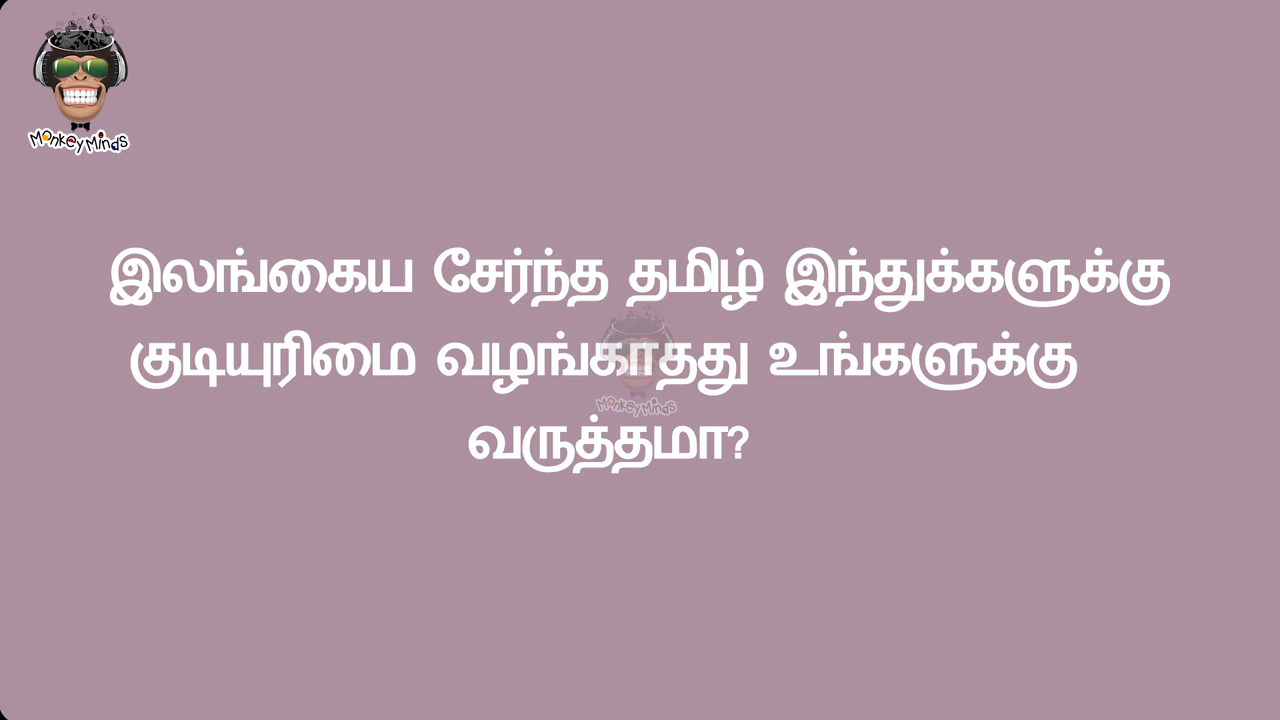 Monkey Minds
இலங்கைய சேர்ந்த தமிழ் இந்துக்களுக்கு
குடியுரிமை வழங்காதது உங்களுக்கு
வருத்தமா?
Monkey Minds